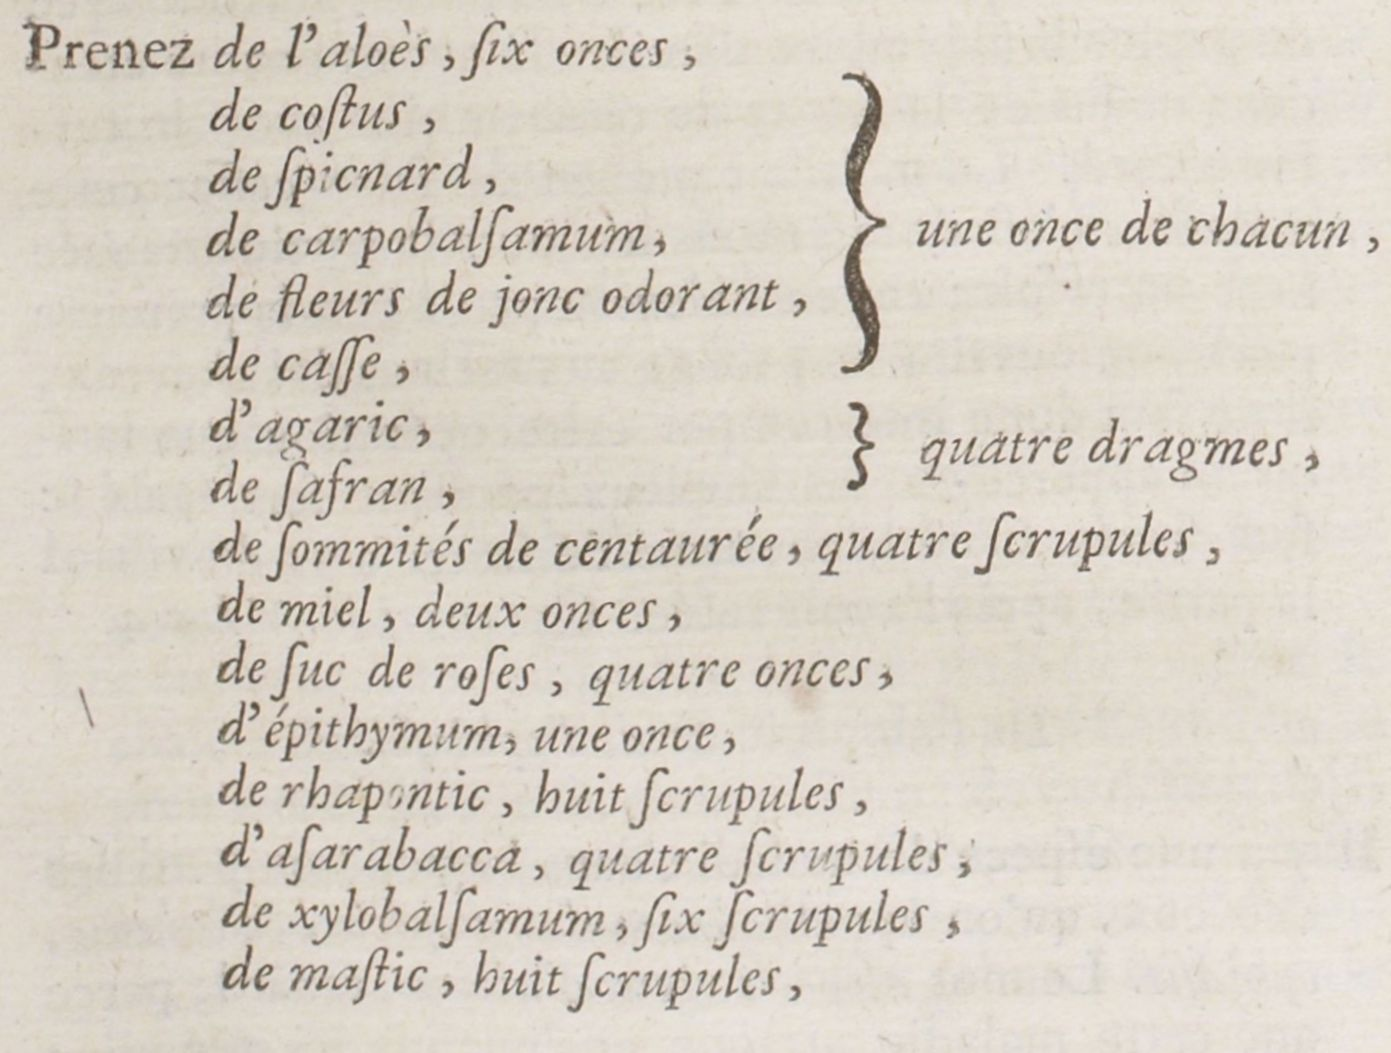 Prenez de l'aloès, ſix onces,
de coſtus,
de ſpicnard,
de carpobalſamum,
de fleurs de jonc odorant,
de caſſe,
} une once de chacun,
d'agaric,
de ſafran,
} quatre dragmes,
de ſommités de centaurée, quatre ſcrupules,
de miel, deux onces,
de ſuc de roſes, quatre onces,
d'épithymum, une once,
de rhapontic, huit ſcrupules,
d'aſarabacca, quatre ſcrupules,
de xylobalſamum, ſix ſcrupules,
de maſtic, huit ſcrupules,